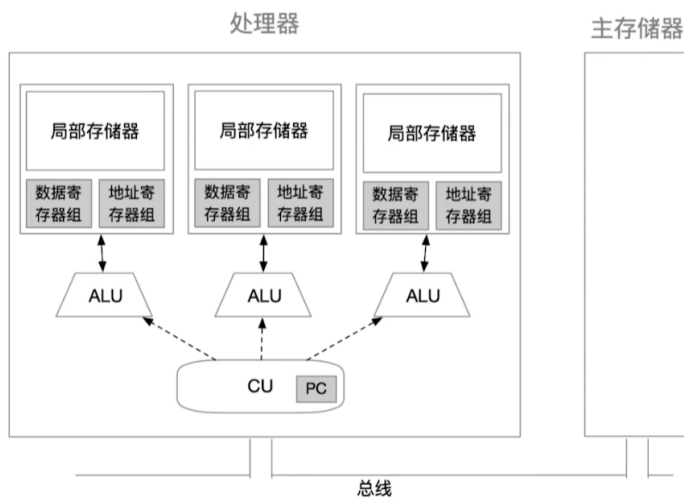 处理器
主存储器
局部存储器
局部存储器
局部存储器
数据寄
存器组
地址寄
存器组
数据寄
存器组
地址寄
存器组
数据寄
存器组
地址寄
存器组
ALU
ALU
ALU
CU
PC
总线